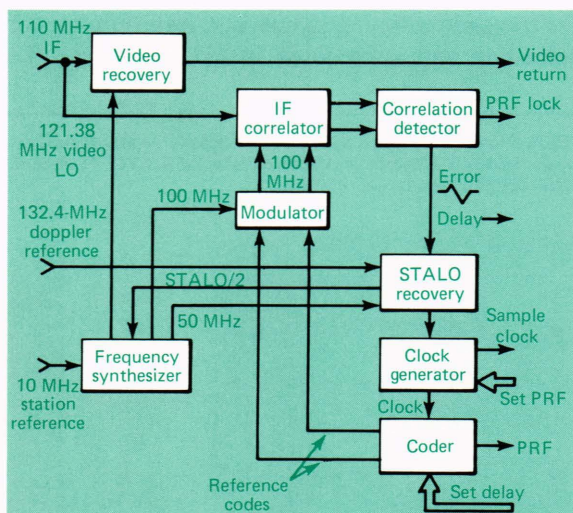 110 MHz
IF
Video
recovery
Video
return
IF
correlator
Correlation
detector
PRF lock
121.38
MHz video
LO
100
MHz
Error
100 MHz
Modulator
Delay
132.4-MHz
doppler
reference
STALO/2
STALO
recovery
50 MHz
Sample
clock
Frequency
synthesizer
Clock
generator
10 MHz
station
reference
Clock
Set PRF
Coder
PRF
Reference
codes
Set delay